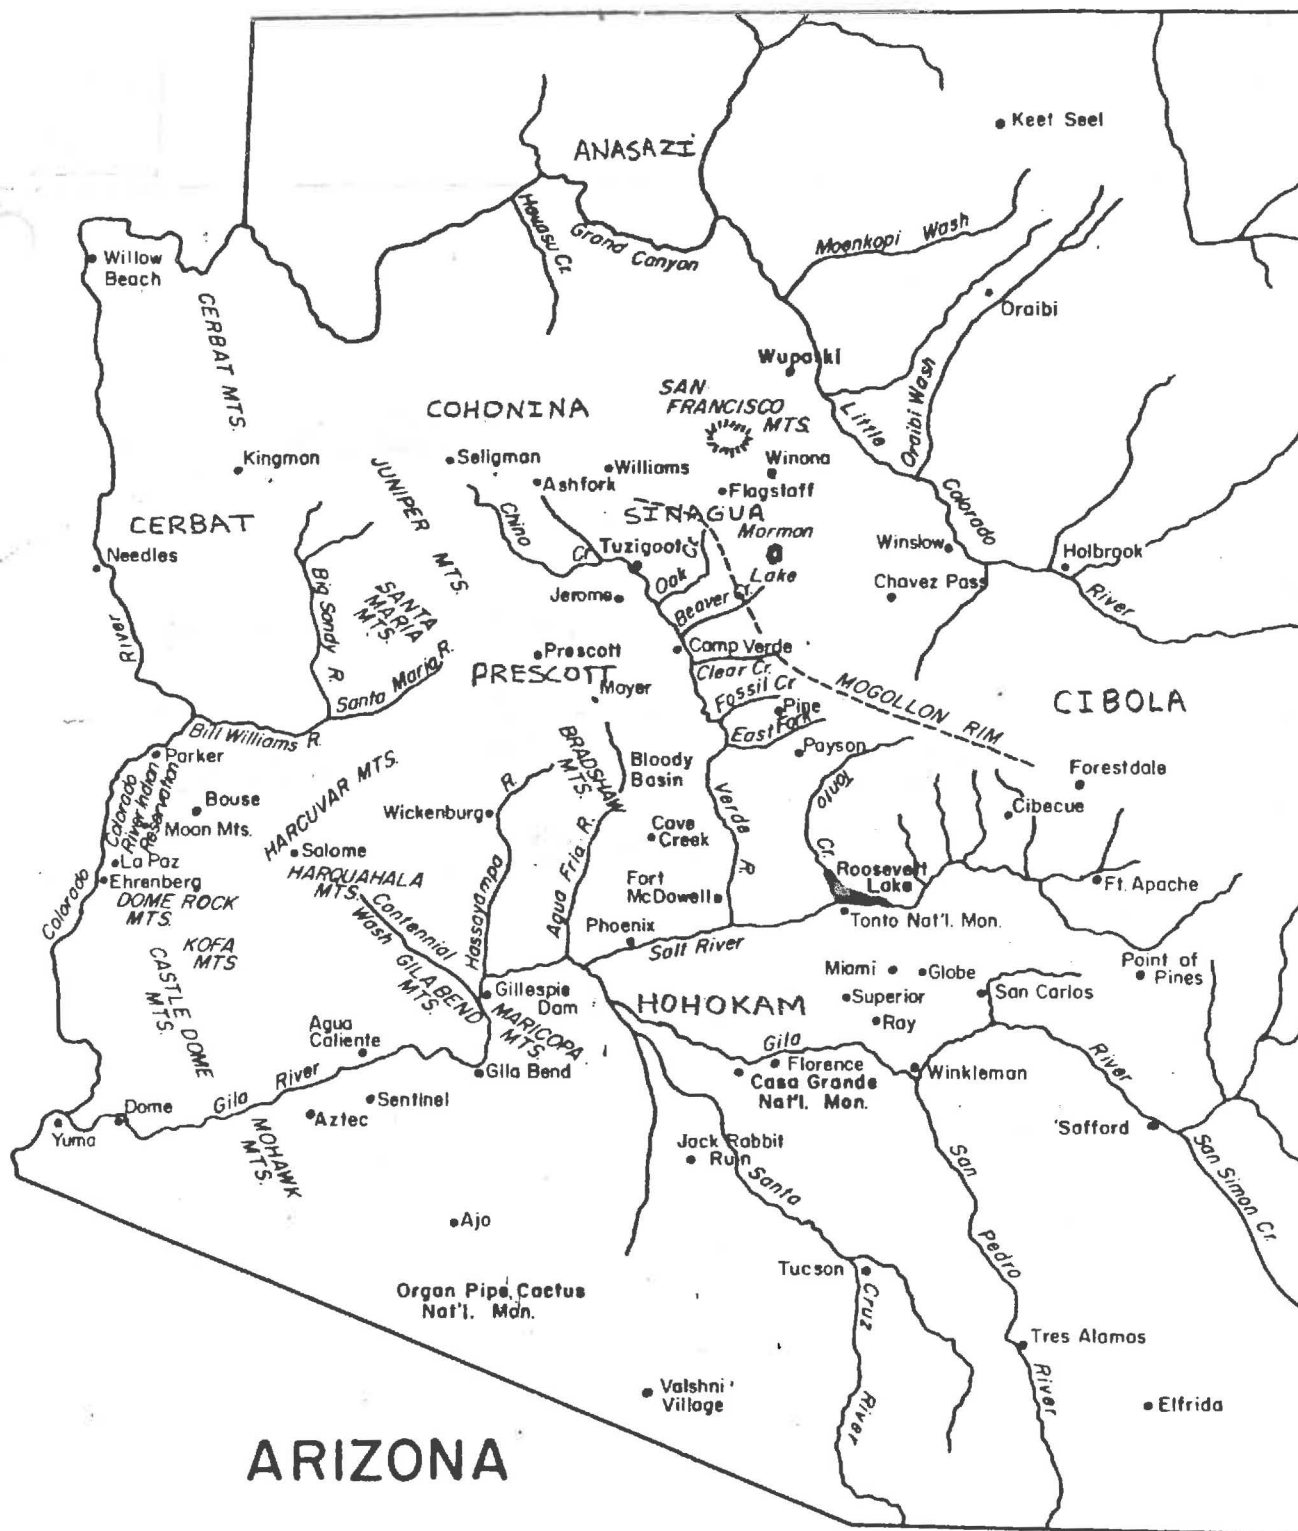 Keet Seel
ANASAZI
Havasu Cr.
Grand Canyon
Moenkopi Wash
Willow
Beach
Oraibi
CERBAT MTS.
Wupatki
SAN
FRANCISCO
MTS.
Little
Oraibi Wash
COHONINA
Kingman
JUNIPER MTS.
Seligman
Ashfork
Williams
Winona
Flagstaff
Colorado
SINAGUA
CERBAT
Chino
Cr.
Tuzigoot
Oak
Cr.
Mormon
Lake
Winslow
Holbrook
Needles
Big Sandy R.
SANTA
MARIA
MTS.
Jerome
Beaver Cr.
Chavez Pass
River
River
Prescott
Camp Verde
PRESCOTT
Santa Maria R.
Mayer
Clear Cr.
Fossil Cr
Pine
East Fork
MOGOLLON RIM
CIBOLA
Bill Williams R.
Parker
Colorado
River Indian
Reservation
HARCUVAR MTS.
BRADSHAW
MTS.
Bloody
Basin
Payson
Forestdale
Bouse
Moon Mts.
Wickenburg
R.
Verde
R.
Tonto
Cr.
Cibecue
Cave
Creek
La Paz
Ehrenberg
Salome
HARQUAHALA
MTS.
Roosevelt
Lake
Ft. Apache
DOME ROCK
MTS.
Colorado
Centennial
Wash
Hassayampa
Agua Fria R.
Fort
McDowell
Tonto Nat'l. Mon.
Phoenix
Salt River
KOFA
MTS
CASTLE DOME
MTS.
GILA BEND
MTS.
Gillespie
Dam
Miami
Globe
Point of
Pines
HOHOKAM
Superior
San Carlos
Ray
MARICOPA
MTS.
Agua
Caliente
Gila
River
Gila Bend
Florence
Casa Grande
Nat'l. Mon.
Winkleman
Gila River
Sentinel
Aztec
Dome
Yuma
MOHAWK
MTS.
Jack Rabbit
Ruin
Safford
San Simon Cr.
San
Pedro
River
Santa
Cruz
River
Ajo
Tucson
Organ Pipe Cactus
Nat'l. Mon.
Tres Alamos
Valshni
Village
Elfrida
ARIZONA